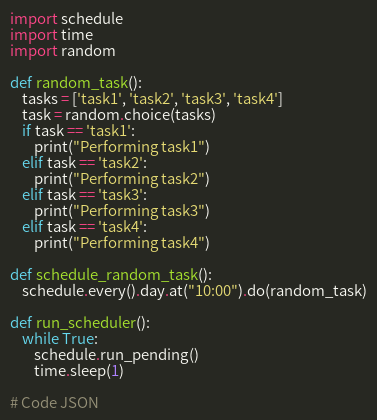 import schedule
import time
import random

def random_task():
    tasks = ['task1', 'task2', 'task3', 'task4']
    task = random.choice(tasks)
    if task == 'task1':
        print("Performing task1")
    elif task == 'task2':
        print("Performing task2")
    elif task == 'task3':
        print("Performing task3")
    elif task == 'task4':
        print("Performing task4")

def schedule_random_task():
    schedule.every().day.at("10:00").do(random_task)

def run_scheduler():
    while True:
        schedule.run_pending()
        time.sleep(1)

# Code JSON